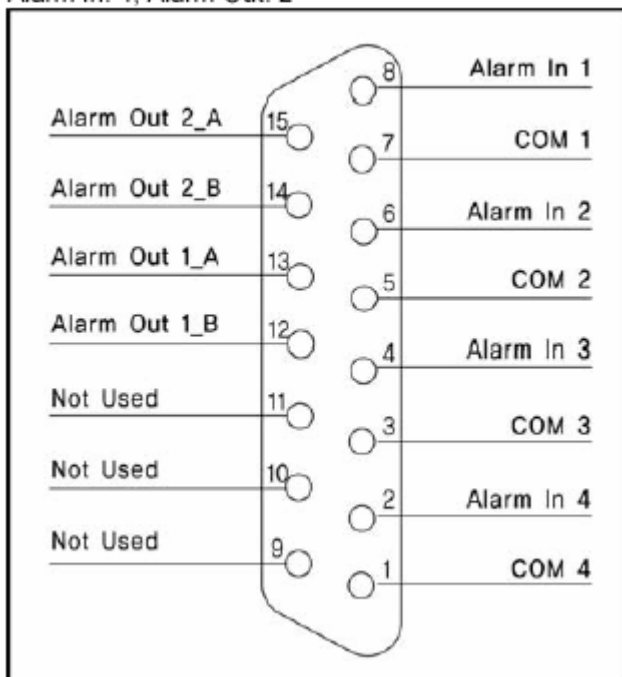 Alarm In: 4, Alarm Out: 2
8 Alarm In 1
Alarm Out 2_A 15
7 COM 1
Alarm Out 2_B 14
6 Alarm In 2
Alarm Out 1_A 13
5 COM 2
Alarm Out 1_B 12
4 Alarm In 3
Not Used 11
3 COM 3
Not Used 10
2 Alarm In 4
Not Used 9
1 COM 4